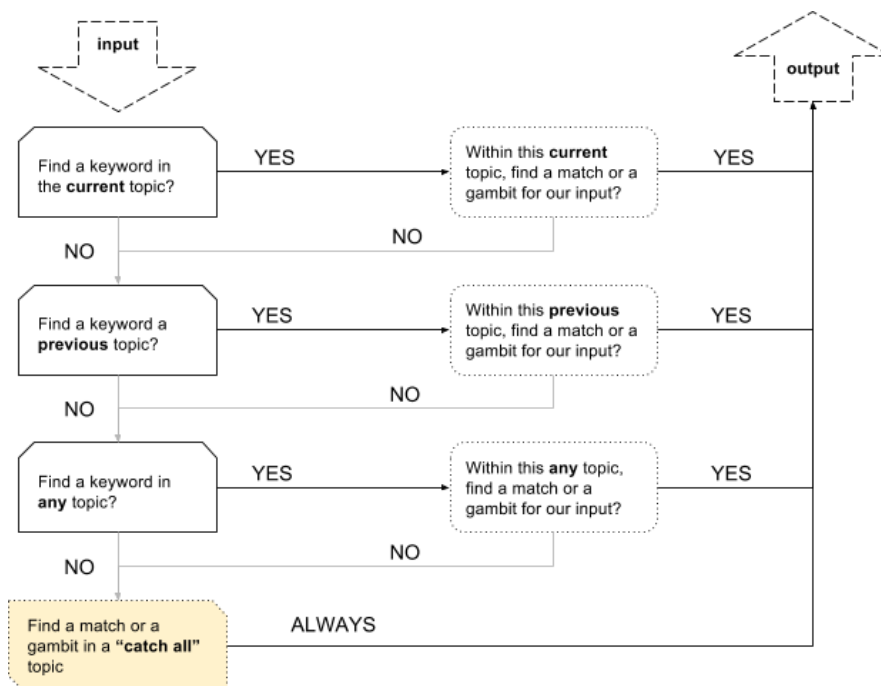 input
output
Find a keyword in
the current topic?
YES
Within this current
topic, find a match or a
gambit for our input?
YES
NO
NO
Find a keyword a
previous topic?
YES
Within this previous
topic, find a match or a
gambit for our input?
YES
NO
NO
Find a keyword in
any topic?
YES
Within this any topic,
find a match or a
gambit for our input?
YES
NO
NO
Find a match or a
gambit in a “catch all”
topic
ALWAYS